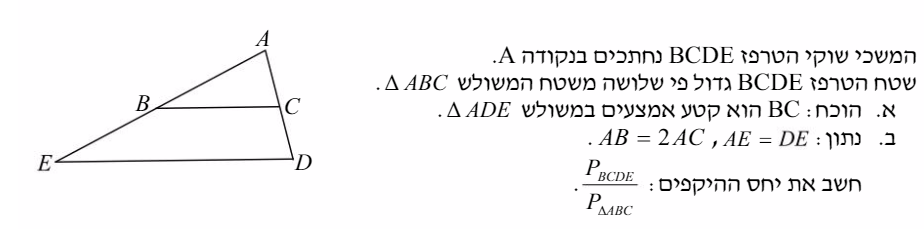 המשכי שוקי הטרפז BCDE נחתכים בנקודה A.
שטח הטרפז BCDE גדול פי שלושה משטח המשולש Δ ABC.
א. הוכח: BC הוא קטע אמצעים במשולש Δ ADE.
ב. נתון: AE = DE, AB = 2AC.
חשב את יחס ההיקפים: P_BCDE / P_ΔABC.
A
B
C
E
D